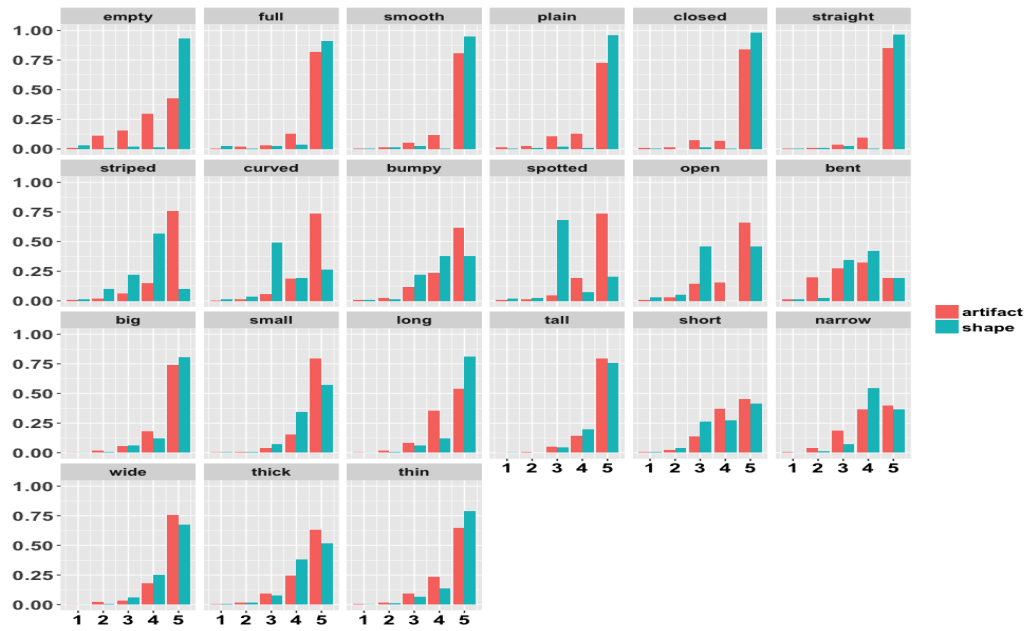 empty full smooth plain closed straight
1.00
0.75
0.50
0.25
0.00
striped curved bumpy spotted open bent
1.00
0.75
0.50
0.25
0.00
artifact
shape
big small long tall short narrow
1.00
0.75
0.50
0.25
0.00
1 2 3 4 5 1 2 3 4 5 1 2 3 4 5
wide thick thin
1.00
0.75
0.50
0.25
0.00
1 2 3 4 5 1 2 3 4 5 1 2 3 4 5